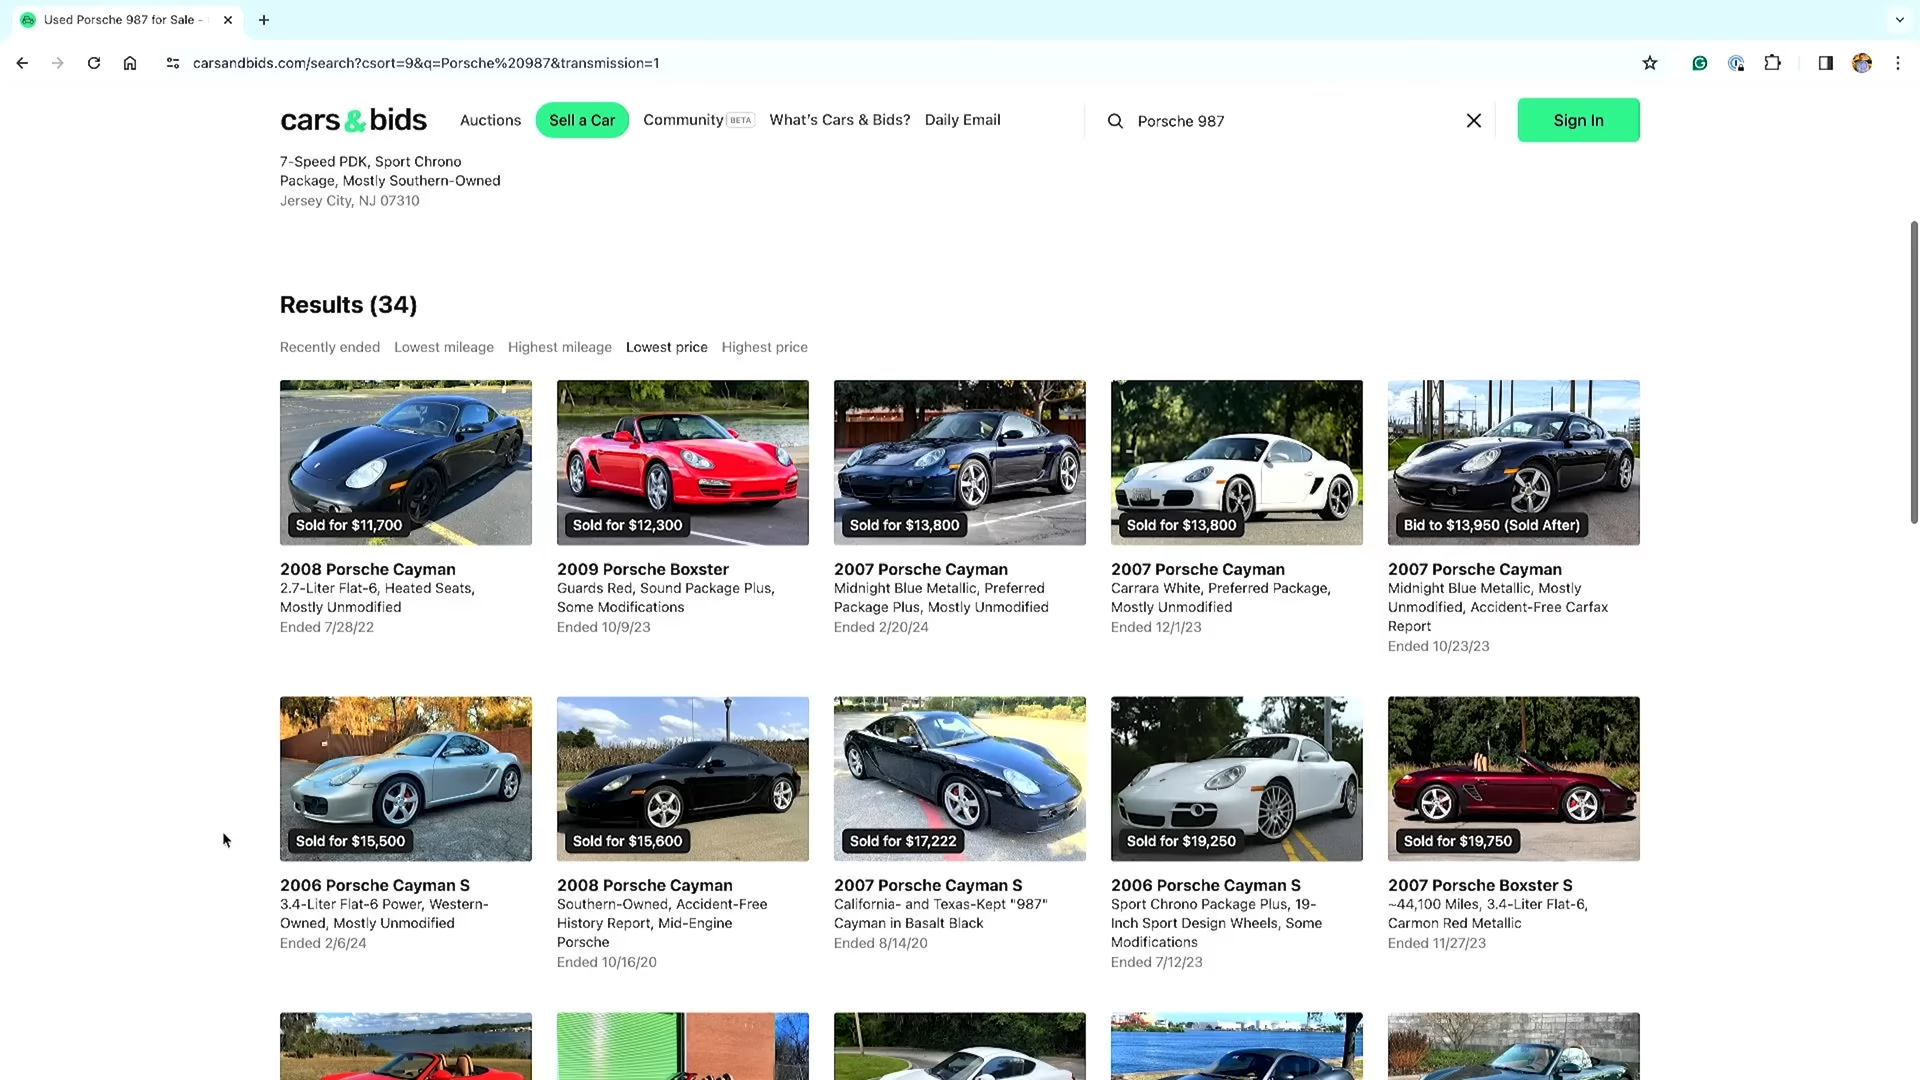 Used Porsche 987 for Sale -
carsandbids.com/search?csort=9&q=Porsche%20987&transmission=1
cars&bids
Auctions
Sell a Car
Community BETA
What's Cars & Bids?
Daily Email
Porsche 987
Sign In
7-Speed PDK, Sport Chrono
Package, Mostly Southern-Owned
Jersey City, NJ 07310
Results (34)
Recently ended
Lowest mileage
Highest mileage
Lowest price
Highest price
Sold for $11,700
2008 Porsche Cayman
2.7-Liter Flat-6, Heated Seats,
Mostly Unmodified
Ended 7/28/22
Sold for $12,300
2009 Porsche Boxster
Guards Red, Sound Package Plus,
Some Modifications
Ended 10/9/23
Sold for $13,800
2007 Porsche Cayman
Midnight Blue Metallic, Preferred
Package Plus, Mostly Unmodified
Ended 2/20/24
Sold for $13,800
2007 Porsche Cayman
Carrara White, Preferred Package,
Mostly Unmodified
Ended 12/1/23
Bid to $13,950 (Sold After)
2007 Porsche Cayman
Midnight Blue Metallic, Mostly
Unmodified, Accident-Free Carfax
Report
Ended 10/23/23
Sold for $15,500
2006 Porsche Cayman S
3.4-Liter Flat-6 Power, Western-
Owned, Mostly Unmodified
Ended 2/6/24
Sold for $15,600
2008 Porsche Cayman
Southern-Owned, Accident-Free
History Report, Mid-Engine
Porsche
Ended 10/16/20
Sold for $17,222
2007 Porsche Cayman S
California- and Texas-Kept "987"
Cayman in Basalt Black
Ended 8/14/20
Sold for $19,250
2006 Porsche Cayman S
Sport Chrono Package Plus, 19-
Inch Sport Design Wheels, Some
Modifications
Ended 7/12/23
Sold for $19,750
2007 Porsche Boxster S
~44,100 Miles, 3.4-Liter Flat-6,
Carmon Red Metallic
Ended 11/27/23